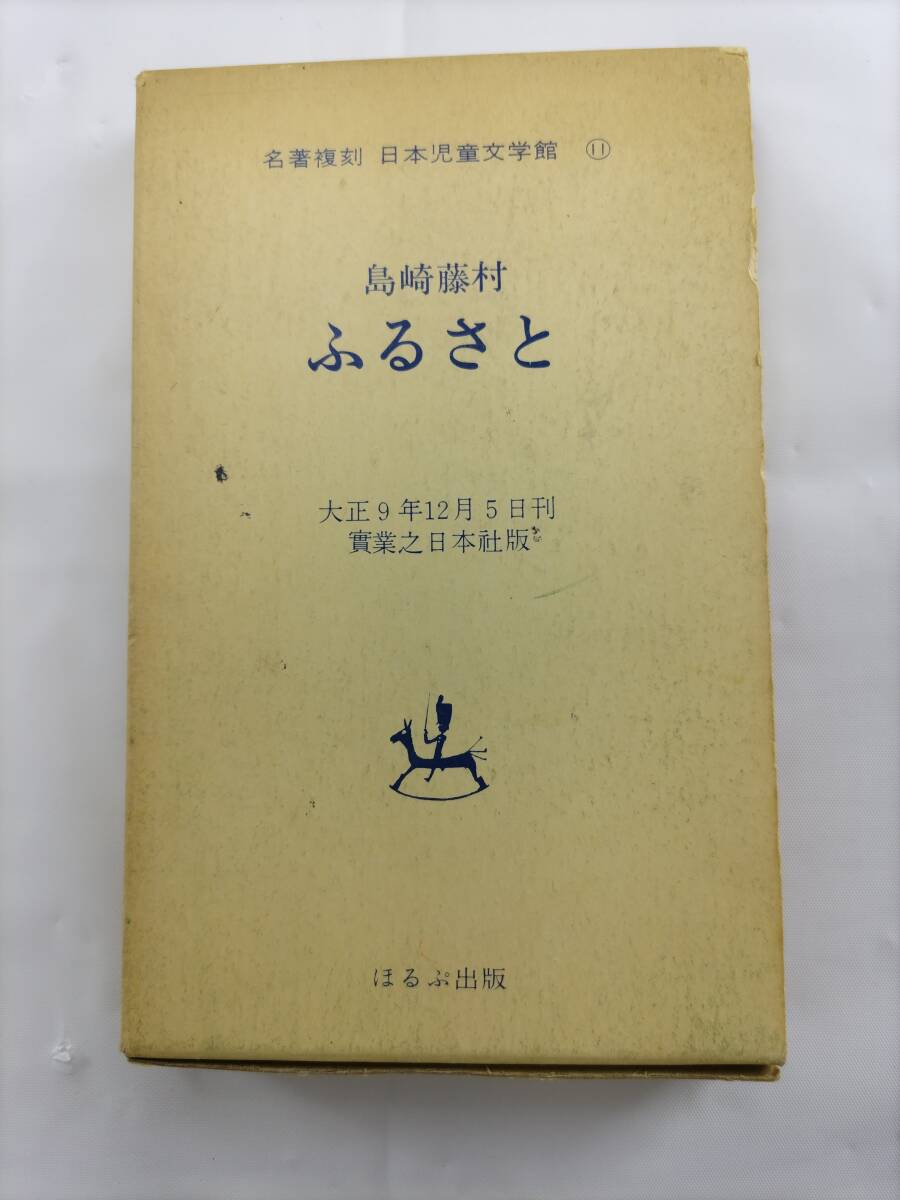 名著複刻 日本児童文学館 ⑪
島崎藤村
ふるさと
大正9年12月5日刊
實業之日本社版
ほるぷ出版